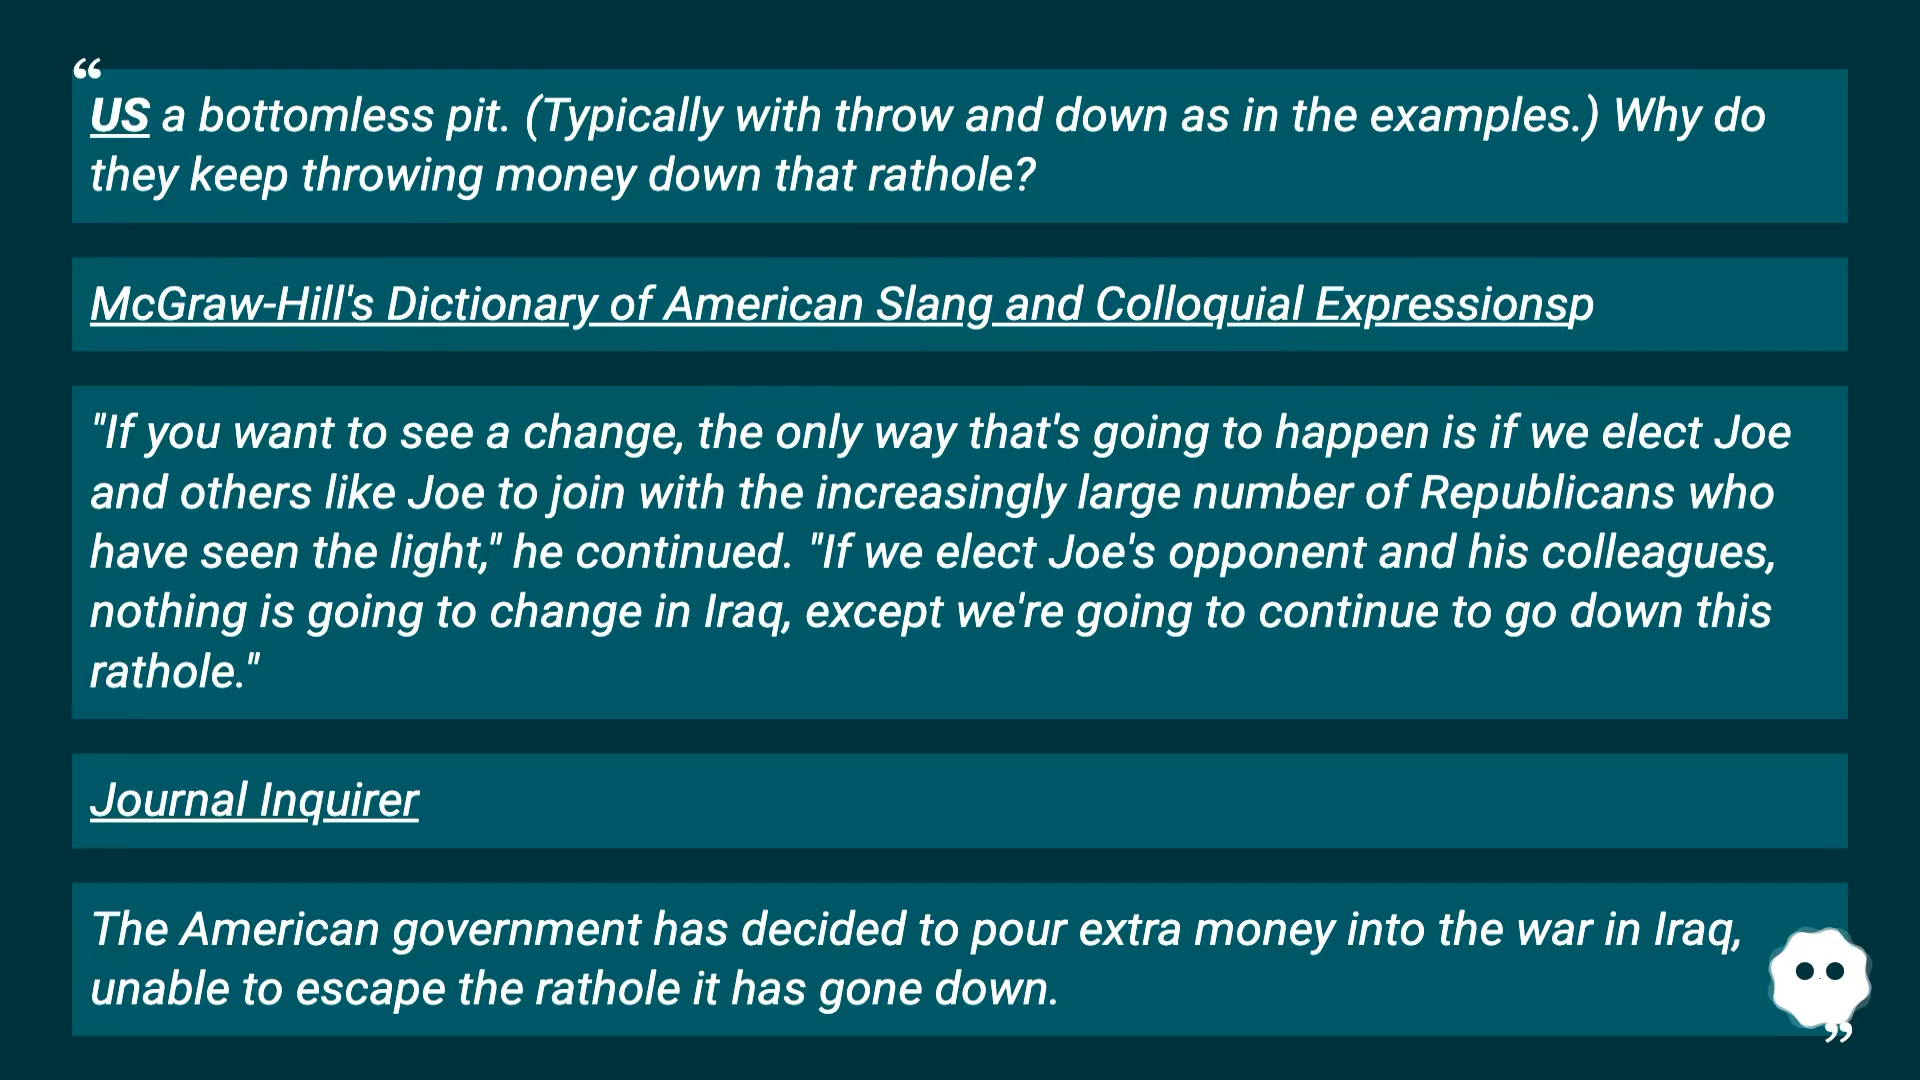 “
US a bottomless pit. (Typically with throw and down as in the examples.) Why do
they keep throwing money down that rathole?
McGraw-Hill's Dictionary of American Slang and Colloquial Expressionsp
"If you want to see a change, the only way that's going to happen is if we elect Joe
and others like Joe to join with the increasingly large number of Republicans who
have seen the light," he continued. "If we elect Joe's opponent and his colleagues,
nothing is going to change in Iraq, except we're going to continue to go down this
rathole."
Journal Inquirer
The American government has decided to pour extra money into the war in Iraq,
unable to escape the rathole it has gone down.
”